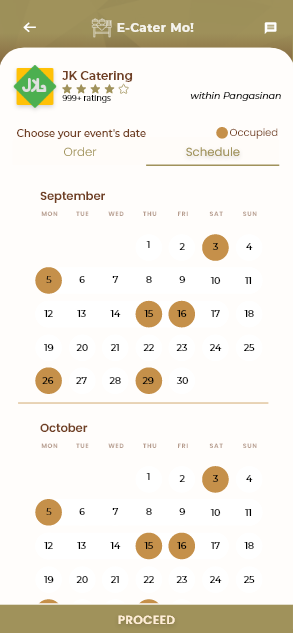 E-Cater Mo!
JK Catering
999+ ratings
within Pangasinan
Choose your event's date
Occupied
Order Schedule
September
MON TUE WED THU FRI SAT SUN
1 2 3 4
5 6 7 8 9 10 11
12 13 14 15 16 17 18
19 20 21 22 23 24 25
26 27 28 29 30
October
MON TUE WED THU FRI SAT SUN
1 2 3 4
5 6 7 8 9 10 11
12 13 14 15 16 17 18
19 20 21 22 23 24 25
PROCEED